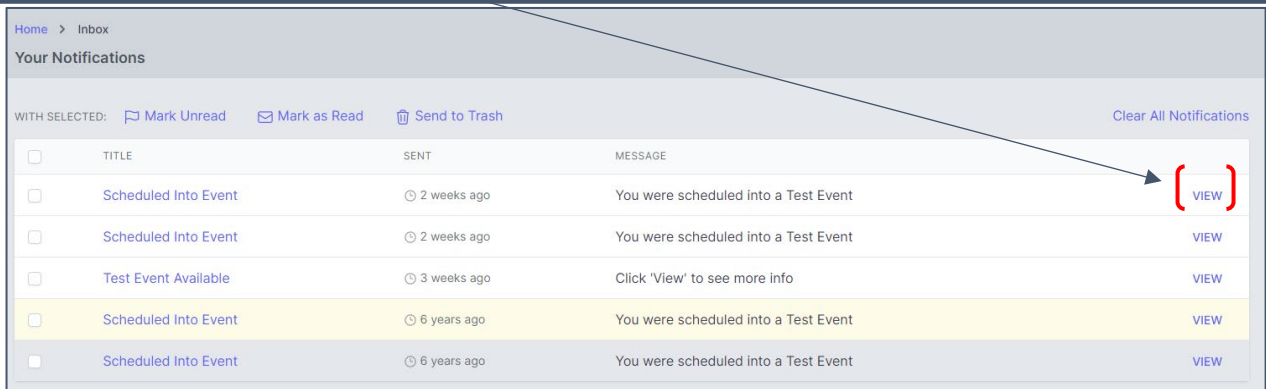 Home > Inbox
Your Notifications
WITH SELECTED: Mark Unread Mark as Read Send to Trash Clear All Notifications
TITLE SENT MESSAGE
Scheduled Into Event 2 weeks ago You were scheduled into a Test Event VIEW
Scheduled Into Event 2 weeks ago You were scheduled into a Test Event VIEW
Test Event Available 3 weeks ago Click 'View' to see more info VIEW
Scheduled Into Event 6 years ago You were scheduled into a Test Event VIEW
Scheduled Into Event 6 years ago You were scheduled into a Test Event VIEW